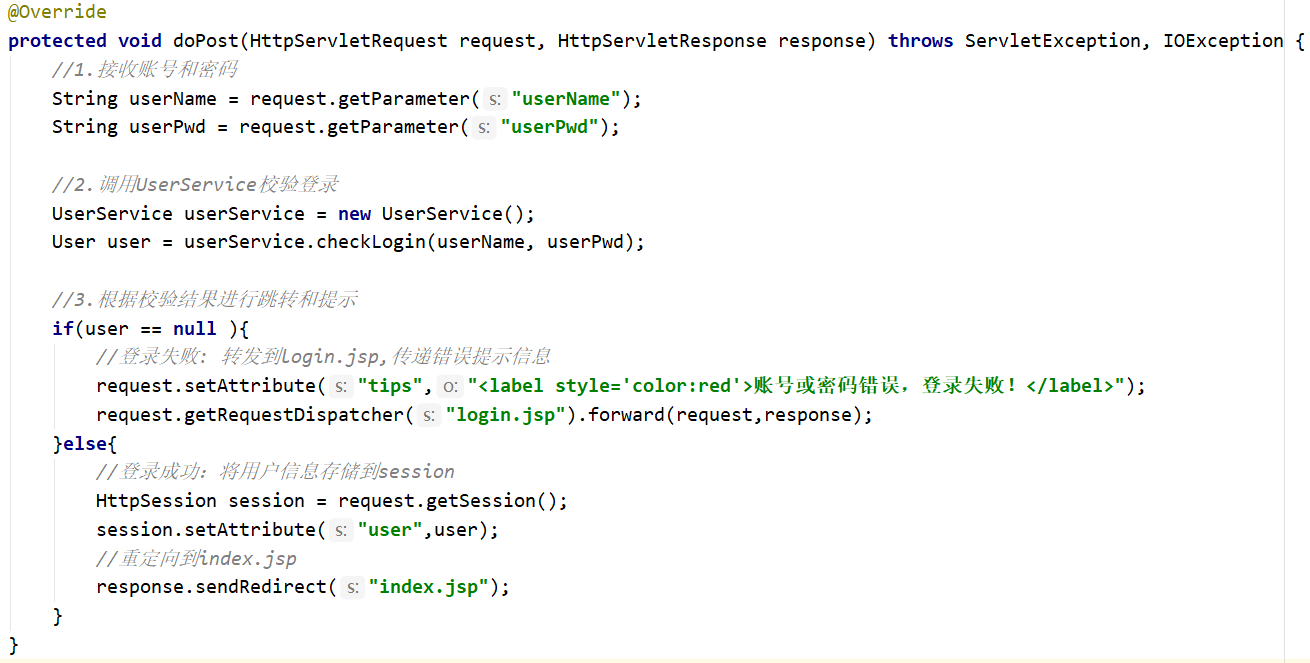 @Override
protected void doPost(HttpServletRequest request, HttpServletResponse response) throws ServletException, IOException {
//1.接收账号和密码
String userName = request.getParameter( s: "userName");
String userPwd = request.getParameter( s: "userPwd");
//2.调用UserService校验登录
UserService userService = new UserService();
User user = userService.checkLogin(userName, userPwd);
//3.根据校验结果进行跳转和提示
if(user == null ){
//登录失败: 转发到login.jsp,传递错误提示信息
request.setAttribute( s: "tips", o: "<label style='color:red'>账号或密码错误，登录失败！</label>");
request.getRequestDispatcher( s: "login.jsp").forward(request,response);
}else{
//登录成功：将用户信息存储到session
HttpSession session = request.getSession();
session.setAttribute( s: "user",user);
//重定向到index.jsp
response.sendRedirect( s: "index.jsp");
}
}